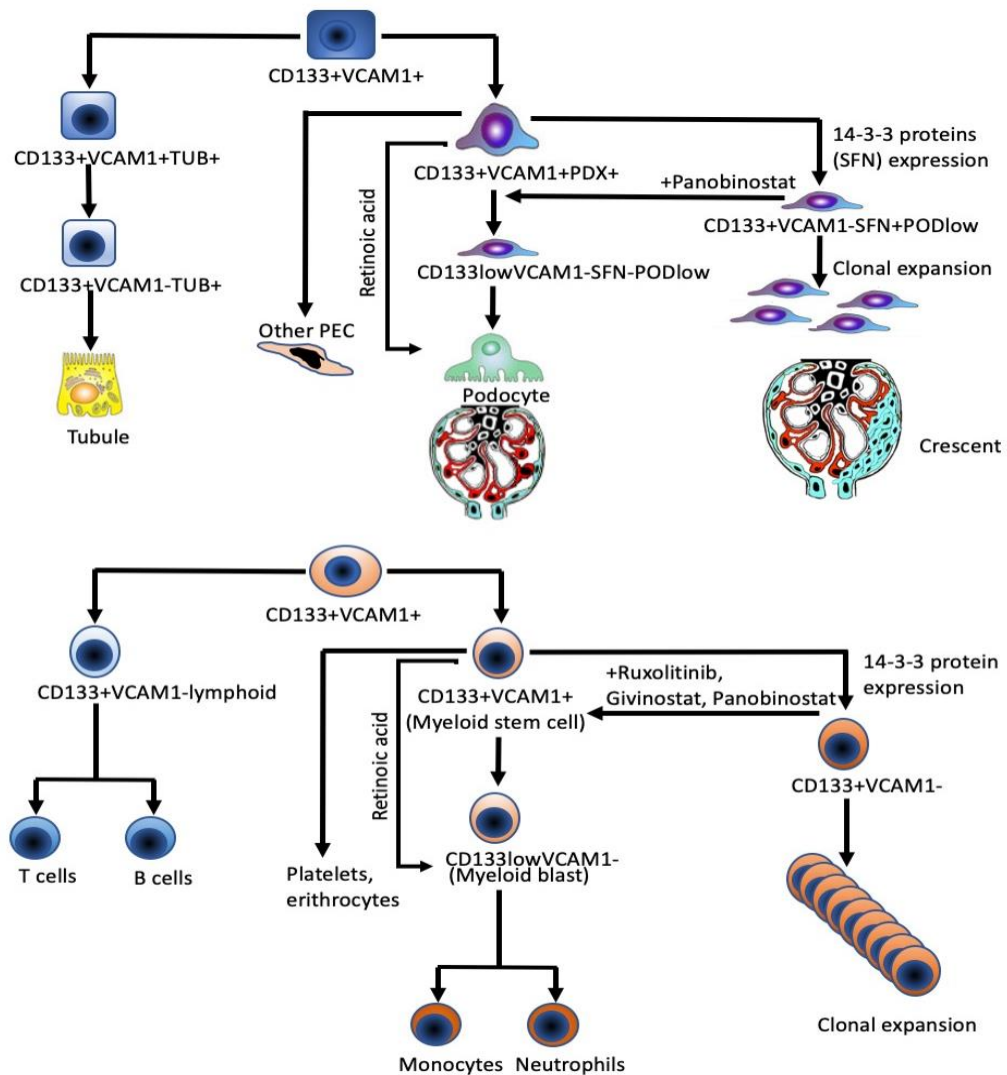 CD133+VCAM1+
CD133+VCAM1+TUB+
CD133+VCAM1-TUB+
Tubule
Other PEC
Retinoic acid
CD133+VCAM1+PDX+
CD133lowVCAM1-SFN-PODlow
Podocyte
+Panobinostat
14-3-3 proteins
(SFN) expression
CD133+VCAM1-SFN+PODlow
Clonal expansion
Crescent
CD133+VCAM1+
CD133+VCAM1-lymphoid
T cells
B cells
Platelets,
erithrocytes
Retinoic acid
CD133+VCAM1+
(Myeloid stem cell)
CD133lowVCAM1-
(Myeloid blast)
Monocytes
Neutrophils
+Ruxolitinib,
Givinostat, Panobinostat
14-3-3 protein
expression
CD133+VCAM1-
Clonal expansion